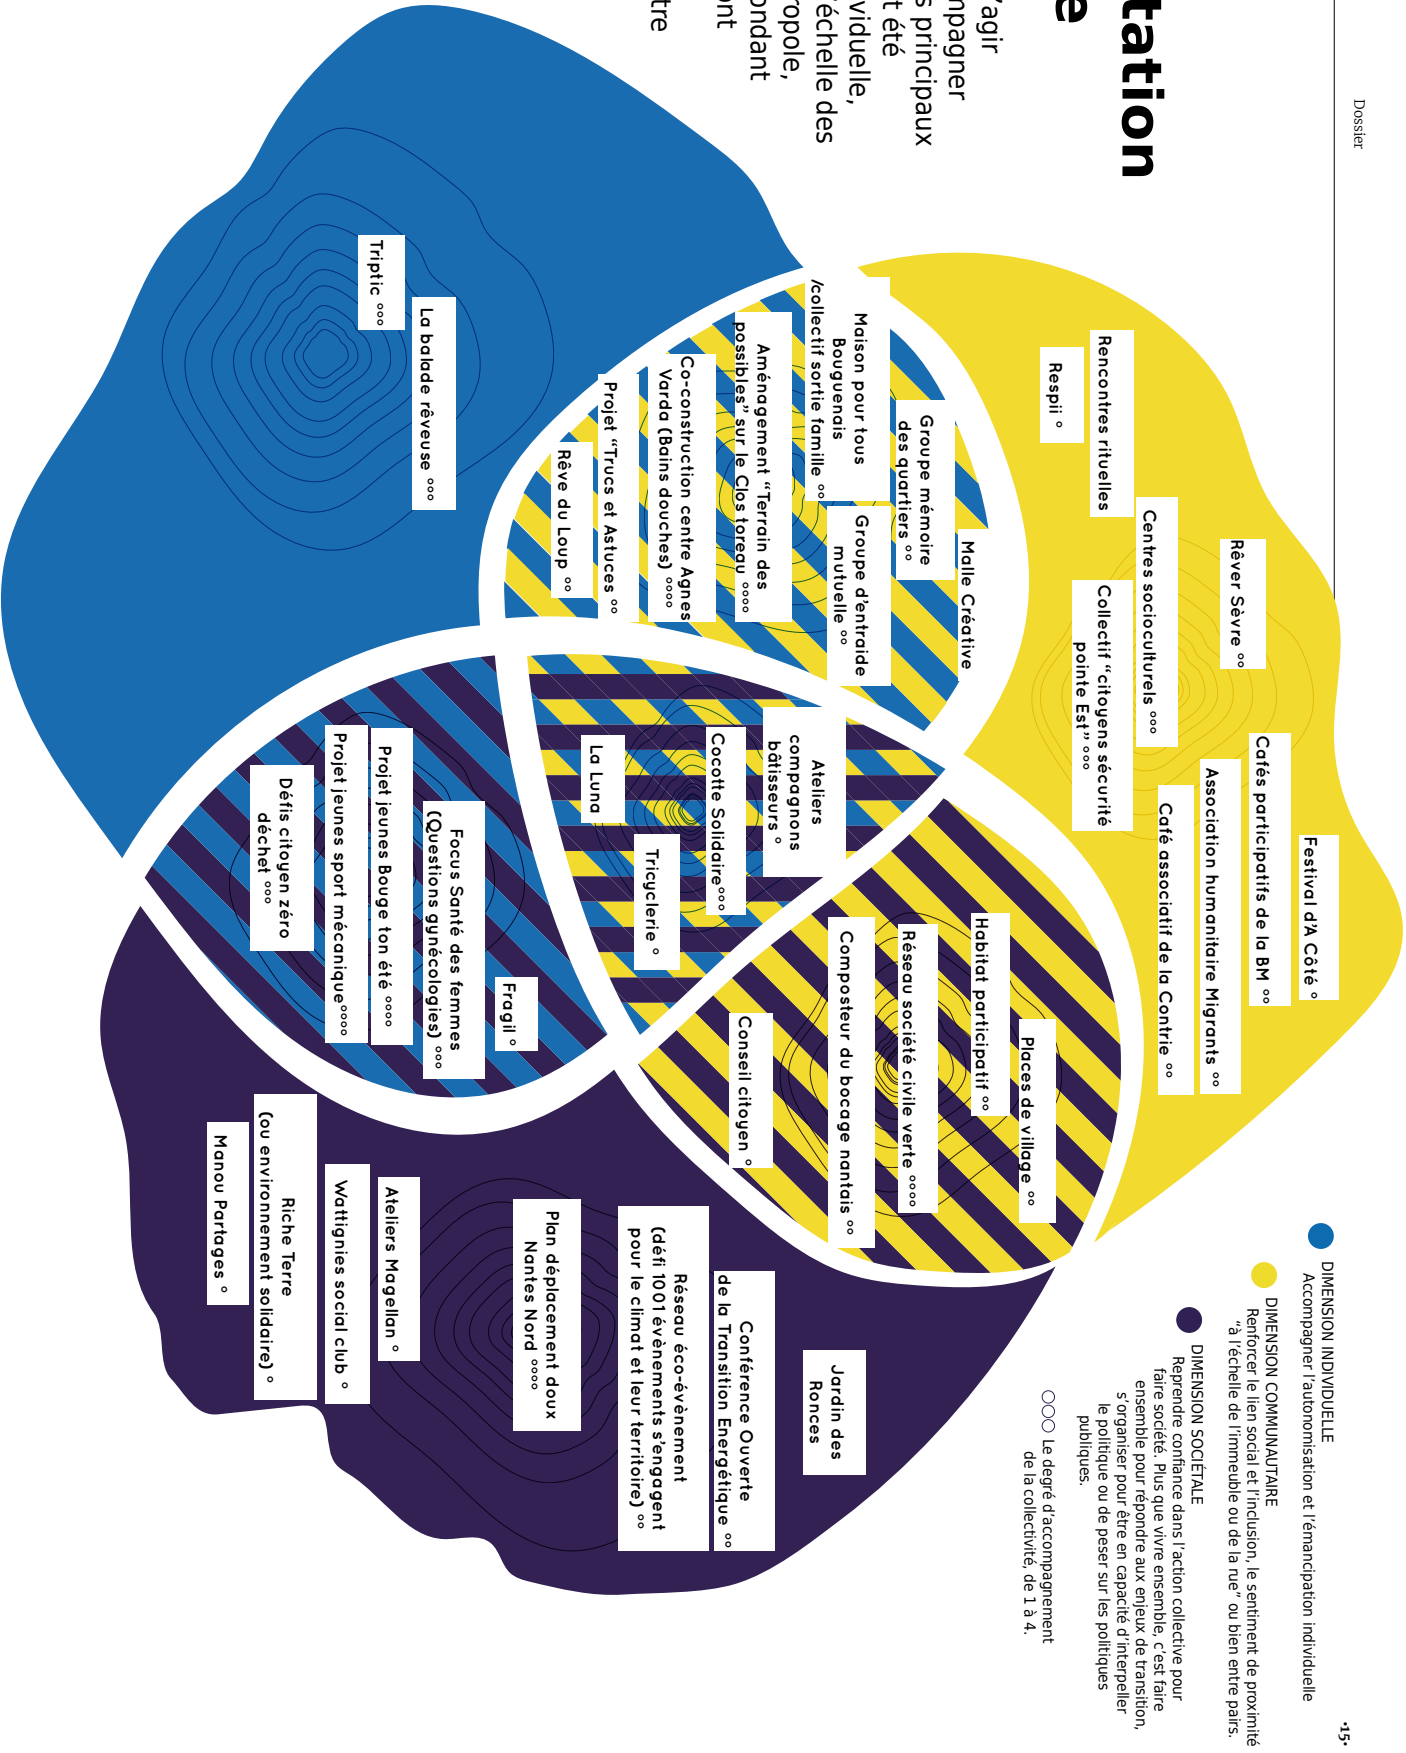 Dossier
tation
e
’agir
mpagner
s principaux
t été
viduelle,
’échelle des
ropole,
ondant
ont
tre
DIMENSION INDIVIDUELLE
Accompagner l’autonomisation et l’émancipation individuelle
DIMENSION COMMUNAUTAIRE
Renforcer le lien social et l’inclusion, le sentiment de proximité
“à l’échelle de l’immeuble ou de la rue” ou bien entre pairs.
DIMENSION SOCIÉTALE
Reprendre confiance dans l’action collective pour
faire société. Plus que vivre ensemble, c’est faire
ensemble pour répondre aux enjeux de transition,
s’organiser pour être en capacité d’interpeller
le politique ou de peser sur les politiques
publiques.
○○○ Le degré d’accompagnement
de la collectivité, de 1 à 4.
Festival d’A Côté °
Cafés participatifs de la BM °°
Rêver Sèvre °°
Association humanitaire Migrants °°
Café associatif de la Contrie °°
Centres socioculturels °°°
Rencontres rituelles
Collectif “citoyens sécurité
pointe Est” °°°
Respii °
Malle Créative
Groupe mémoire
des quartiers °°
Maison pour tous
Bouguenais
/collectif sortie famille °°
Groupe d’entraide
mutuelle °°
Aménagement “Terrain des
possibles” sur le Clos toreau °°°°
Co-construction centre Agnes
Varda (Bains douches) °°°°
Projet “Trucs et Astuces °°
Rêve du Loup °°
La balade rêveuse °°°
Triptic °°°
Ateliers
compagnons
bâtisseurs °
Cocotte Solidaire°°°
Tricyclerie °
La Luna
Places de village °°
Habitat participatif °°
Réseau société civile verte °°°°
Composteur du bocage nantais °°
Conseil citoyen °
Fragil °
Focus Santé des femmes
(Questions gynécologies) °°°
Projet jeunes Bouge ton été °°°°
Projet jeunes sport mécanique°°°°
Défis citoyen zéro
déchet °°°
Jardin des
Ronces
Conférence Ouverte
de la Transition Energétique °°
Réseau éco-évènement
(défi 1001 évènements s’engagent
pour le climat et leur territoire) °°
Plan déplacement doux
Nantes Nord °°°°
Ateliers Magellan °
Wattignies social club °
Riche Terre
(ou environnement solidaire) °
Manou Partages °
•15•